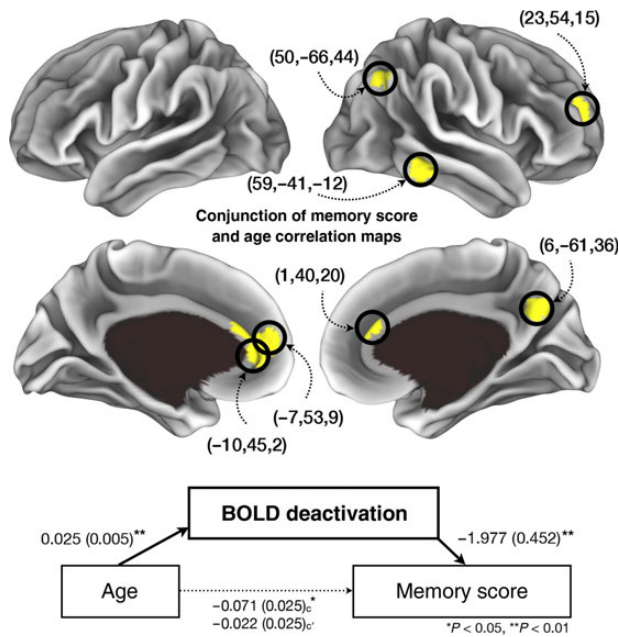 (23,54,15)
(50,−66,44)
(59,−41,−12)
Conjunction of memory score
and age correlation maps
(6,−61,36)
(1,40,20)
(−7,53,9)
(−10,45,2)
BOLD deactivation
0.025 (0.005)**
−1.977 (0.452)**
Age
Memory score
−0.071 (0.025)c*
−0.022 (0.025)c'
*P < 0.05, **P < 0.01